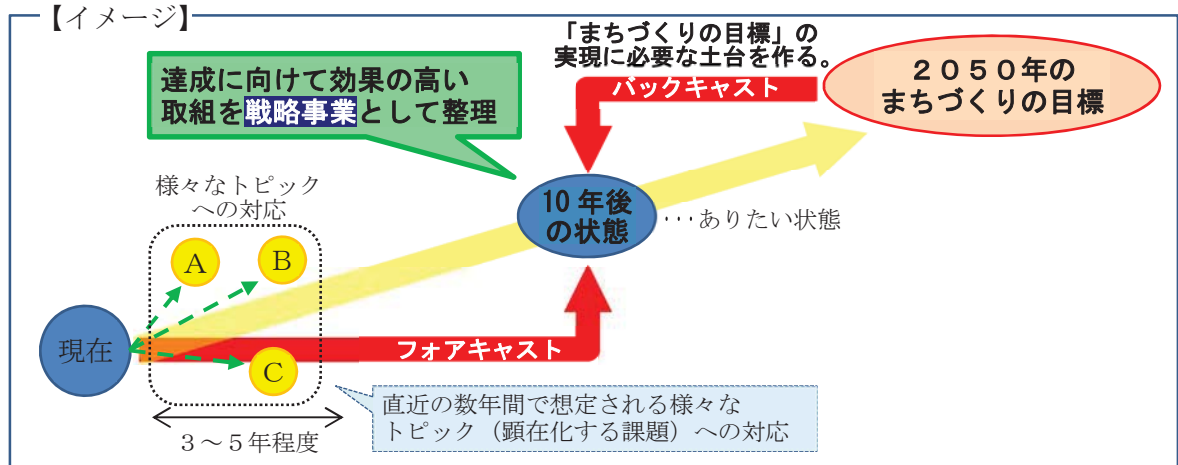 【イメージ】
「まちづくりの目標」の
実現に必要な土台を作る。
２０５０年の
まちづくりの目標
バックキャスト
達成に向けて効果の高い
取組を戦略事業として整理
様々なトピック
への対応
10年後
の状態
…ありたい状態
A
B
現在
フォアキャスト
C
直近の数年間で想定される様々な
トピック（顕在化する課題）への対応
３～５年程度